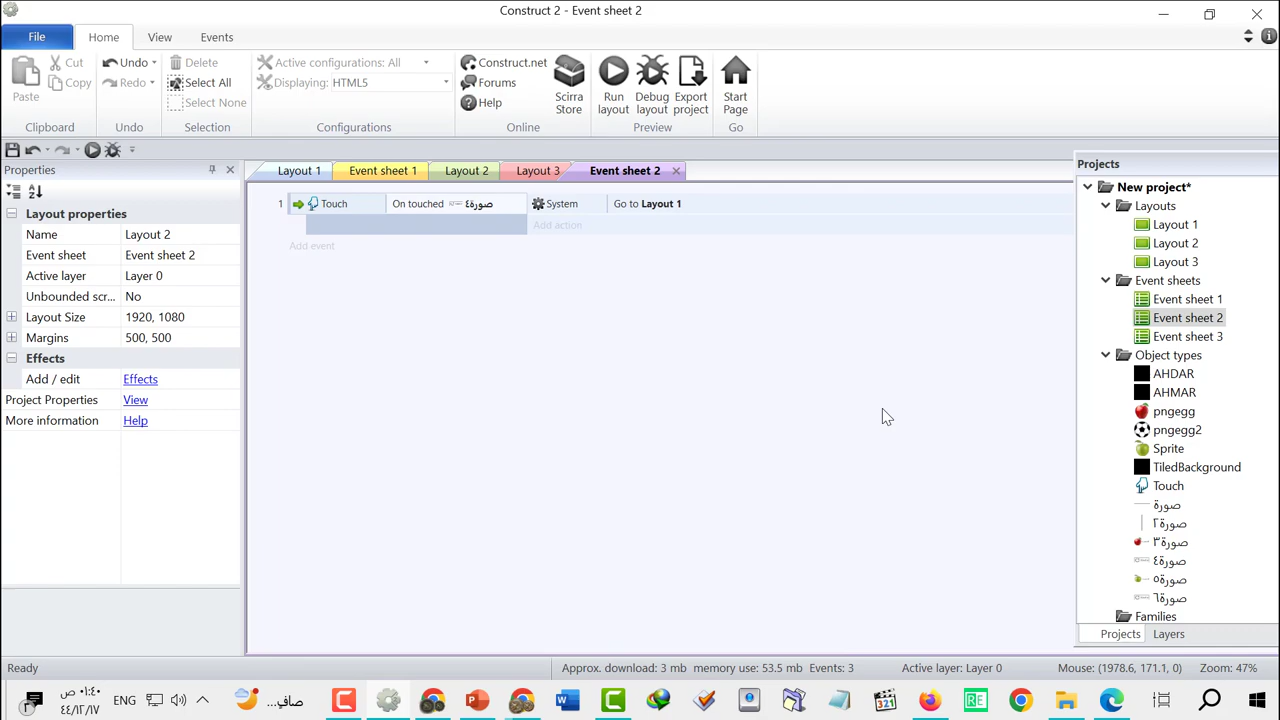 Construct 2 - Event sheet 2
File Home View Events
Paste Cut Copy Undo Redo Delete Select All Select None
Active configurations: All
Displaying: HTML5
Construct.net
Forums
Help
Scirra Store
Run layout
Debug layout
Export project
Start Page
Clipboard Undo Selection Configurations Online Preview Go
Properties
Layout 1 Event sheet 1 Layout 2 Layout 3 Event sheet 2
Layout properties
Name Layout 2
Event sheet Event sheet 2
Active layer Layer 0
Unbounded scr... No
Layout Size 1920, 1080
Margins 500, 500
Effects
Add / edit Effects
Project Properties View
More information Help
1 Touch On touched صورة٤ System Go to Layout 1
Add action
Add event
Projects
New project*
Layouts
Layout 1
Layout 2
Layout 3
Event sheets
Event sheet 1
Event sheet 2
Event sheet 3
Object types
AHDAR
AHMAR
pngegg
pngegg2
Sprite
TiledBackground
Touch
صورة
صورة٢
صورة٣
صورة٤
صورة٥
صورة٦
Families
Projects Layers
Ready Approx. download: 3 mb memory use: 53.5 mb Events: 3 Active layer: Layer 0 Mouse: (1978.6, 171.1, 0) Zoom: 47%
٠١:٤٠ ص
٤٤/١٢/١٧
ENG
صاف...
321
RE